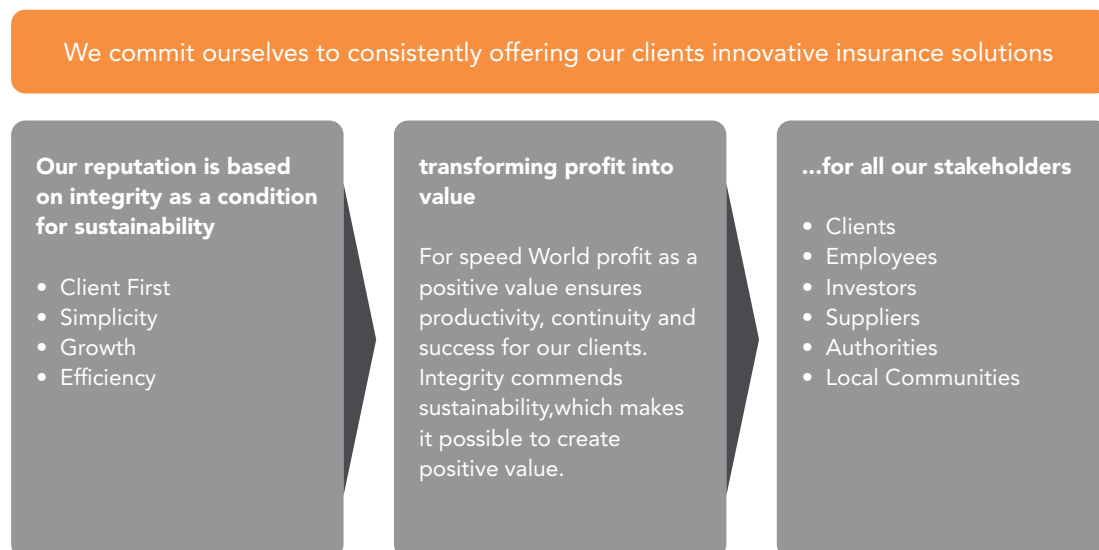 We commit ourselves to consistently offering our clients innovative insurance solutions
Our reputation is based
on integrity as a condition
for sustainability
• Client First
• Simplicity
• Growth
• Efficiency
transforming profit into
value
For speed World profit as a
positive value ensures
productivity, continuity and
success for our clients.
Integrity commends
sustainability,which makes
it possible to create
positive value.
...for all our stakeholders
• Clients
• Employees
• Investors
• Suppliers
• Authorities
• Local Communities